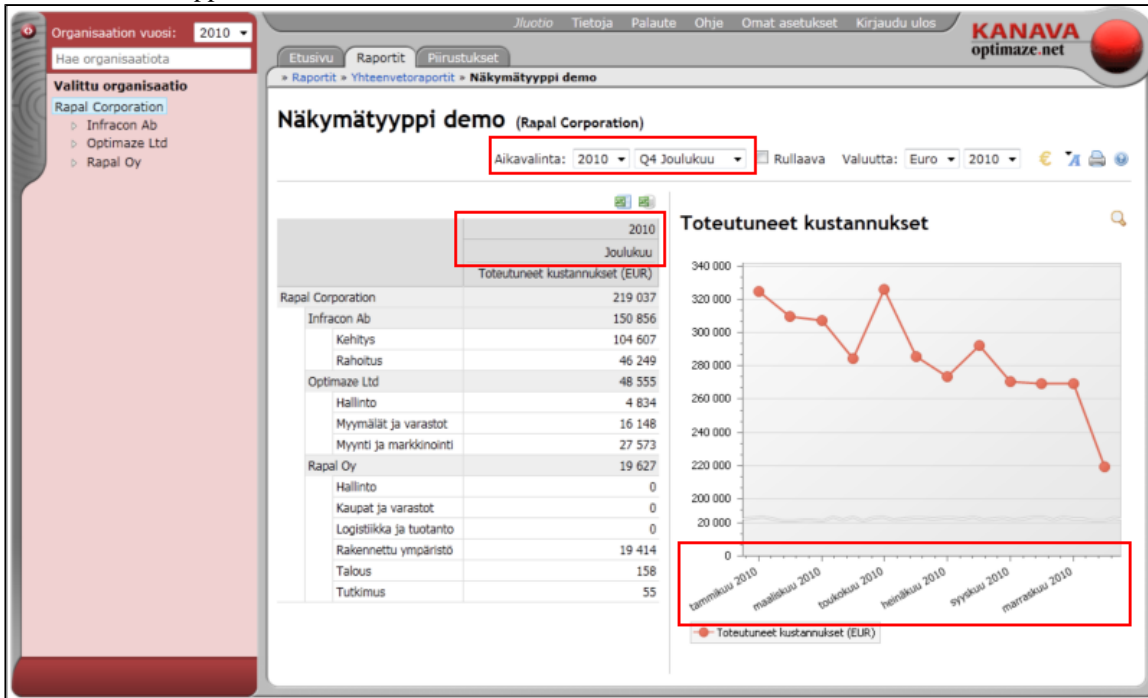 Organisaation vuosi: 2010
Hae organisaatiota
Valittu organisaatio
Rapal Corporation
Infracon Ab
Optimaze Ltd
Rapal Oy
Jluotio Tietoja Palaute Ohje Omat asetukset Kirjaudu ulos
KANAVA
optimaze.net
Etusivu Raportit Piirustukset
» Raportit » Yhteenvetoraportit » Näkymätyyppi demo
Näkymätyyppi demo (Rapal Corporation)
Aikavalinta: 2010 Q4 Joulukuu Rullaava Valuutta: Euro 2010 €
2010
Joulukuu
Toteutuneet kustannukset (EUR)
Rapal Corporation 219 037
Infracon Ab 150 856
Kehitys 104 607
Rahoitus 46 249
Optimaze Ltd 48 555
Hallinto 4 834
Myymälät ja varastot 16 148
Myynti ja markkinointi 27 573
Rapal Oy 19 627
Hallinto 0
Kaupat ja varastot 0
Logistiikka ja tuotanto 0
Rakennettu ympäristö 19 414
Talous 158
Tutkimus 55
Toteutuneet kustannukset
340 000
320 000
300 000
280 000
260 000
240 000
220 000
200 000
20 000
0
tammikuu 2010 maaliskuu 2010 toukokuu 2010 heinäkuu 2010 syyskuu 2010 marraskuu 2010
Toteutuneet kustannukset (EUR)